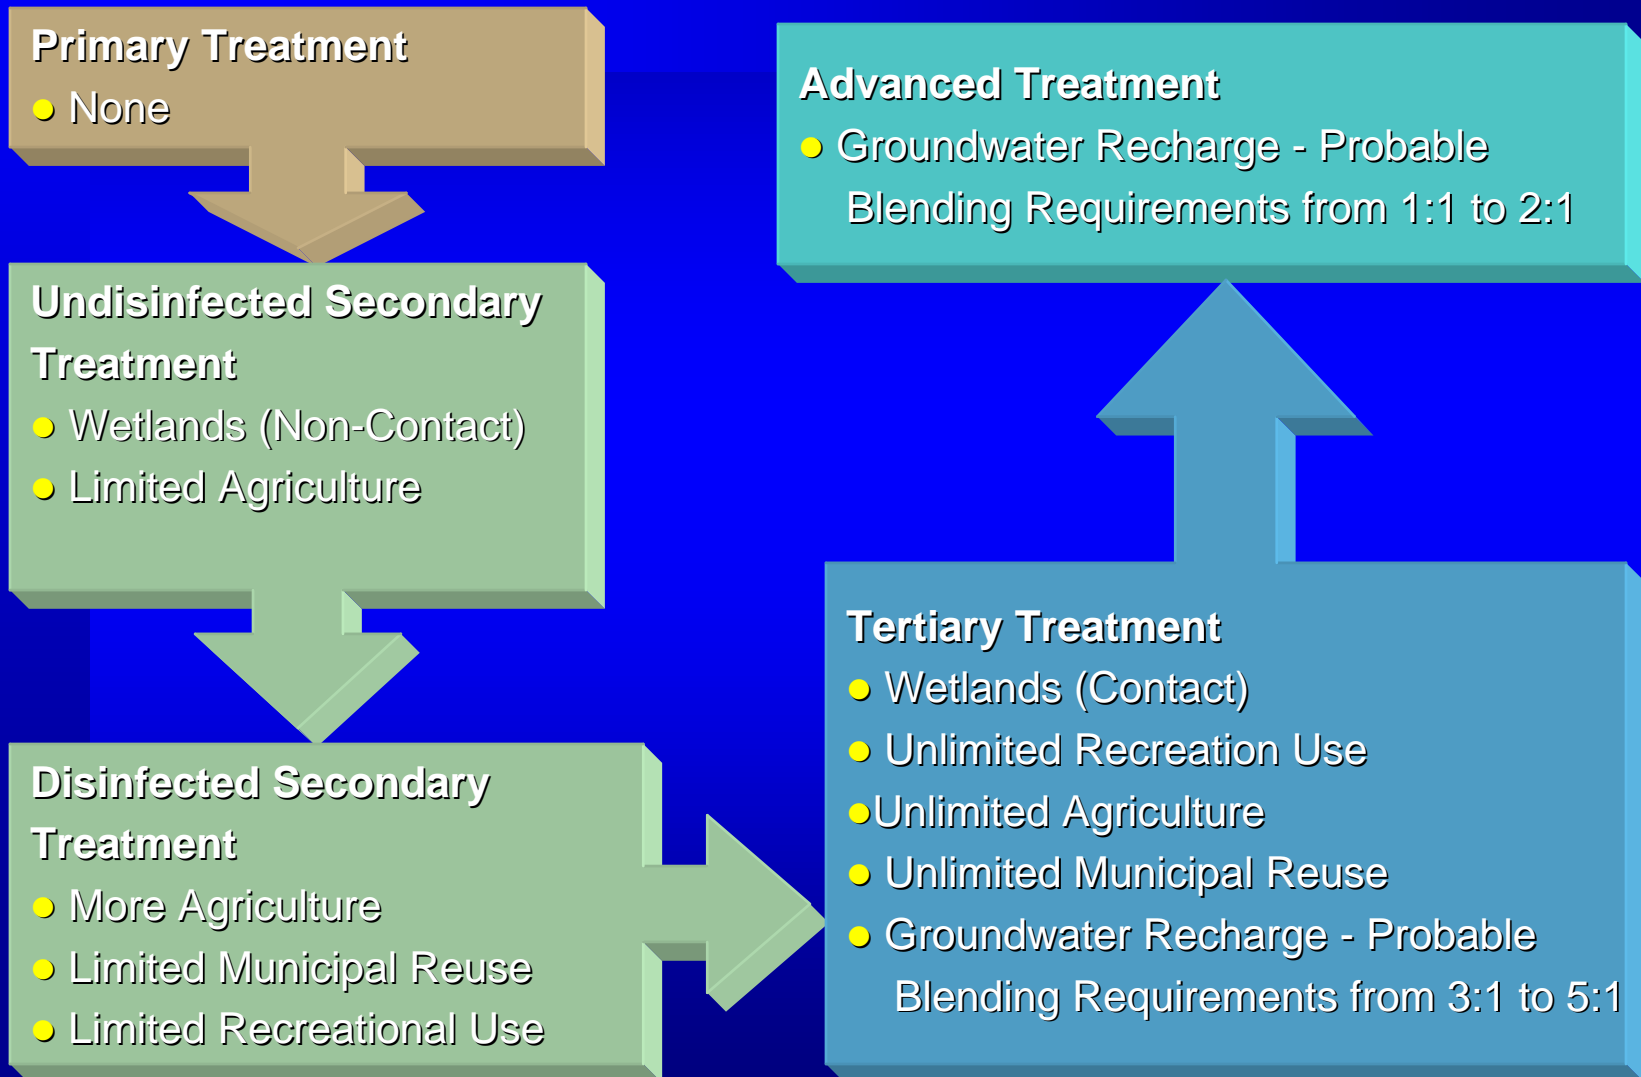 Primary Treatment
● None
Undisinfected Secondary
Treatment
● Wetlands (Non-Contact)
● Limited Agriculture
Disinfected Secondary
Treatment
● More Agriculture
● Limited Municipal Reuse
● Limited Recreational Use
Tertiary Treatment
● Wetlands (Contact)
● Unlimited Recreation Use
●Unlimited Agriculture
● Unlimited Municipal Reuse
● Groundwater Recharge - Probable
Blending Requirements from 3:1 to 5:1
Advanced Treatment
● Groundwater Recharge - Probable
Blending Requirements from 1:1 to 2:1